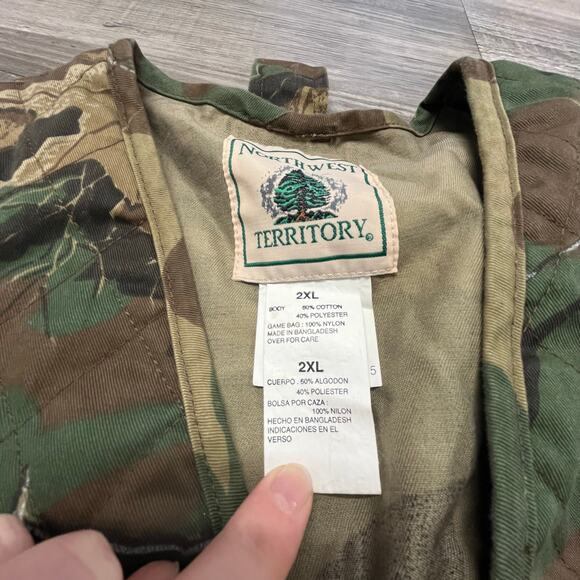 NORTHWEST
TERRITORY®
2XL
BODY 60% COTTON
40% POLYESTER
GAME BAG : 100% NYLON
MADE IN BANGLADESH
OVER FOR CARE
2XL
CUERPO . 60% ALGODON
40% POLIESTER
BOLSA POR CAZA :
100% NILON
HECHO EN BANGLADESH
INDICACIONES EN EL
VERSO
5